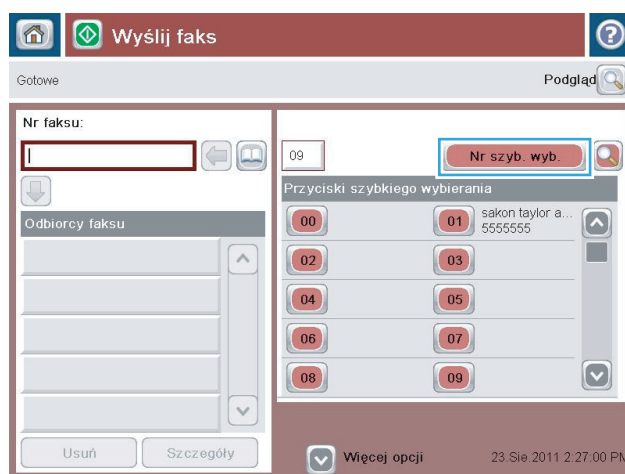 Wyślij faks
?
Gotowe
Podgląd
Nr faksu:
09
Nr szyb. wyb.
Przyciski szybkiego wybierania
Odbiorcy faksu
00
01 sakon taylor a...
5555555
02 03
04 05
06 07
08 09
Usuń Szczegóły
Więcej opcji
23.Sie.2011 2:27:00 PM